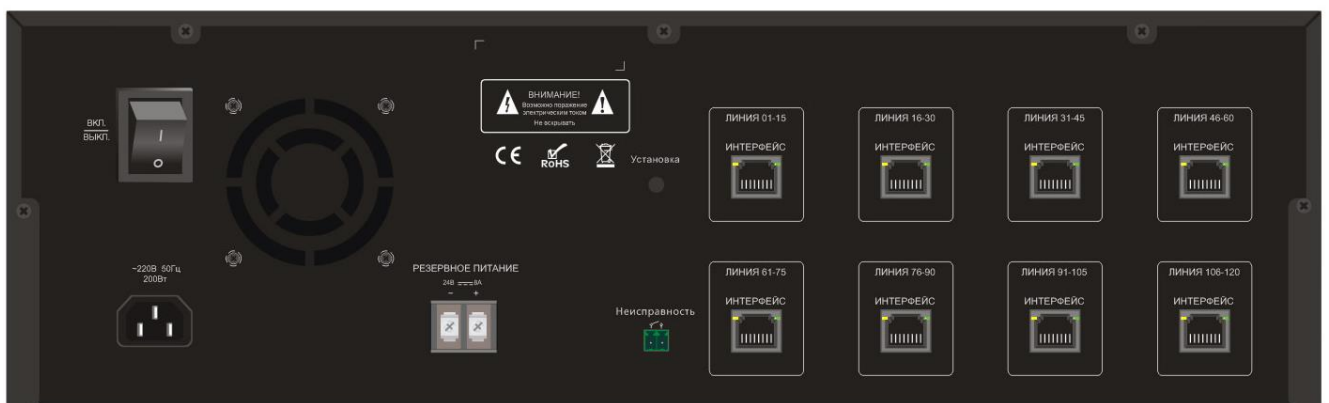 ВКЛ.
ВЫКЛ.
I
O
~220В 50Гц
200Вт
РЕЗЕРВНОЕ ПИТАНИЕ
24В 8А
− +
ВНИМАНИЕ!
Возможно поражение
электрическим током
Не вскрывать
CE RoHS
Установка
Неисправность
ЛИНИЯ 01-15
ИНТЕРФЕЙС
ЛИНИЯ 16-30
ИНТЕРФЕЙС
ЛИНИЯ 31-45
ИНТЕРФЕЙС
ЛИНИЯ 46-60
ИНТЕРФЕЙС
ЛИНИЯ 61-75
ИНТЕРФЕЙС
ЛИНИЯ 76-90
ИНТЕРФЕЙС
ЛИНИЯ 91-105
ИНТЕРФЕЙС
ЛИНИЯ 106-120
ИНТЕРФЕЙС